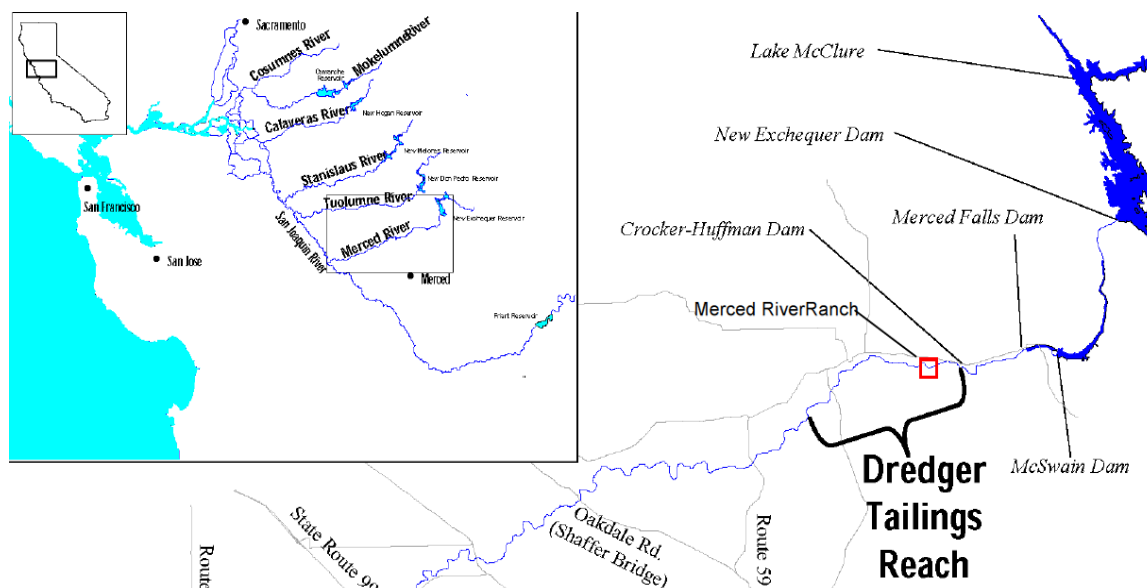 Sacramento
Cosumnes River
Mokelumne River
Camanche
Reservoir
Calaveras River
New Hogan Reservoir
Stanislaus River
New Melones Reservoir
New Don Pedro Reservoir
Tuolumne River
San Francisco
San Joaquin River
New Exchequer Reservoir
Merced River
San Jose
Merced
Friant Reservoir
Lake McClure
New Exchequer Dam
Merced Falls Dam
Crocker-Huffman Dam
Merced RiverRanch
McSwain Dam
Dredger
Tailings
Reach
Oakdale Rd.
(Shaffer Bridge)
State Route 99
Route 59
Route